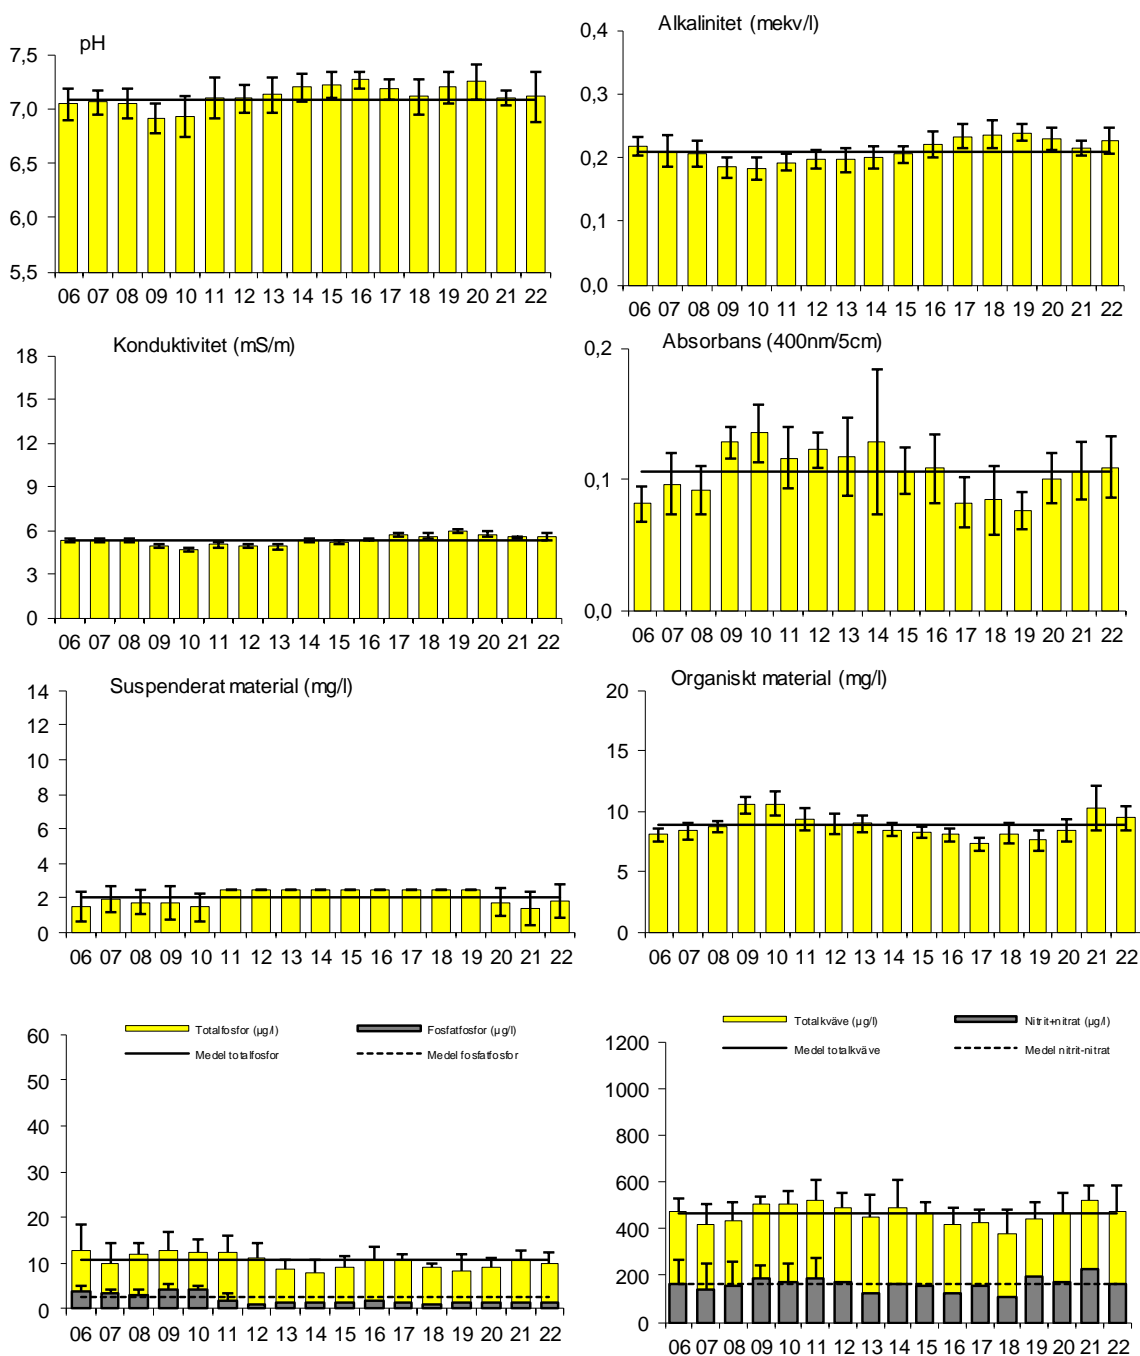 pH
7,5
7,0
6,5
6,0
5,5
06 07 08 09 10 11 12 13 14 15 16 17 18 19 20 21 22
Alkalinitet (mekv/l)
0,4
0,3
0,2
0,1
0,0
06 07 08 09 10 11 12 13 14 15 16 17 18 19 20 21 22
Konduktivitet (mS/m)
18
15
12
9
6
3
0
06 07 08 09 10 11 12 13 14 15 16 17 18 19 20 21 22
Absorbans (400nm/5cm)
0,2
0,1
0,0
06 07 08 09 10 11 12 13 14 15 16 17 18 19 20 21 22
Suspenderat material (mg/l)
14
12
10
8
6
4
2
0
06 07 08 09 10 11 12 13 14 15 16 17 18 19 20 21 22
Organiskt material (mg/l)
20
15
10
5
0
06 07 08 09 10 11 12 13 14 15 16 17 18 19 20 21 22
Totalfosfor (µg/l) Fosfatfosfor (µg/l)
Medel totalfosfor Medel fosfatfosfor
60
50
40
30
20
10
0
06 07 08 09 10 11 12 13 14 15 16 17 18 19 20 21 22
Totalkväve (µg/l) Nitrit+nitrat (µg/l)
Medel totalkväve Medel nitrit-nitrat
1200
1000
800
600
400
200
0
06 07 08 09 10 11 12 13 14 15 16 17 18 19 20 21 22